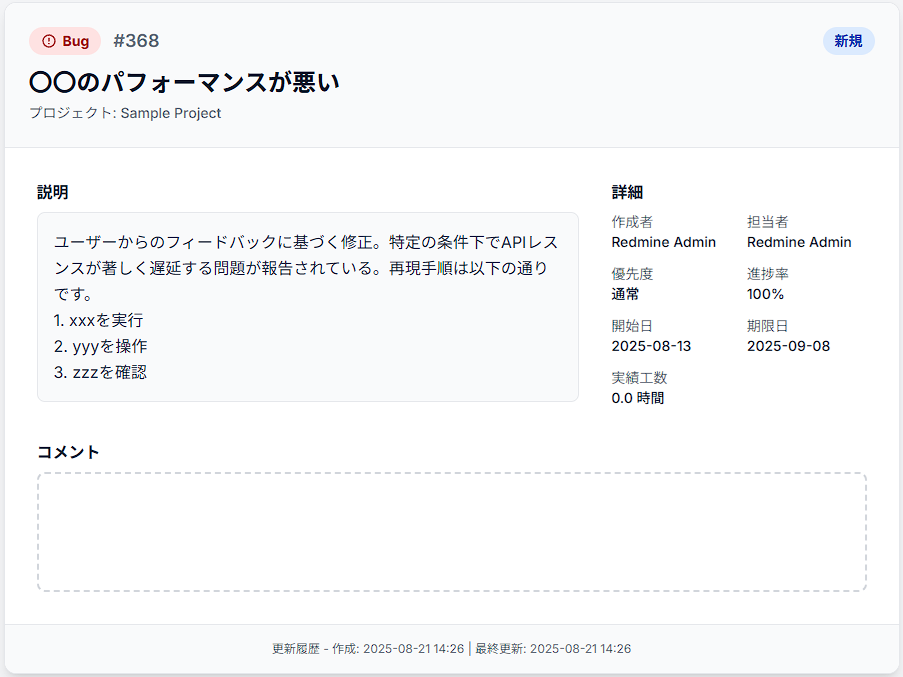 Bug #368
新規
〇〇のパフォーマンスが悪い
プロジェクト: Sample Project
説明
ユーザーからのフィードバックに基づく修正。特定の条件下でAPIレス
ンスが著しく遅延する問題が報告されている。再現手順は以下の通り
です。
1. xxxを実行
2. yyyを操作
3. zzzを確認
詳細
作成者 担当者
Redmine Admin Redmine Admin
優先度 進捗率
通常 100%
開始日 期限日
2025-08-13 2025-09-08
実績工数
0.0 時間
コメント
更新履歴 - 作成: 2025-08-21 14:26 | 最終更新: 2025-08-21 14:26